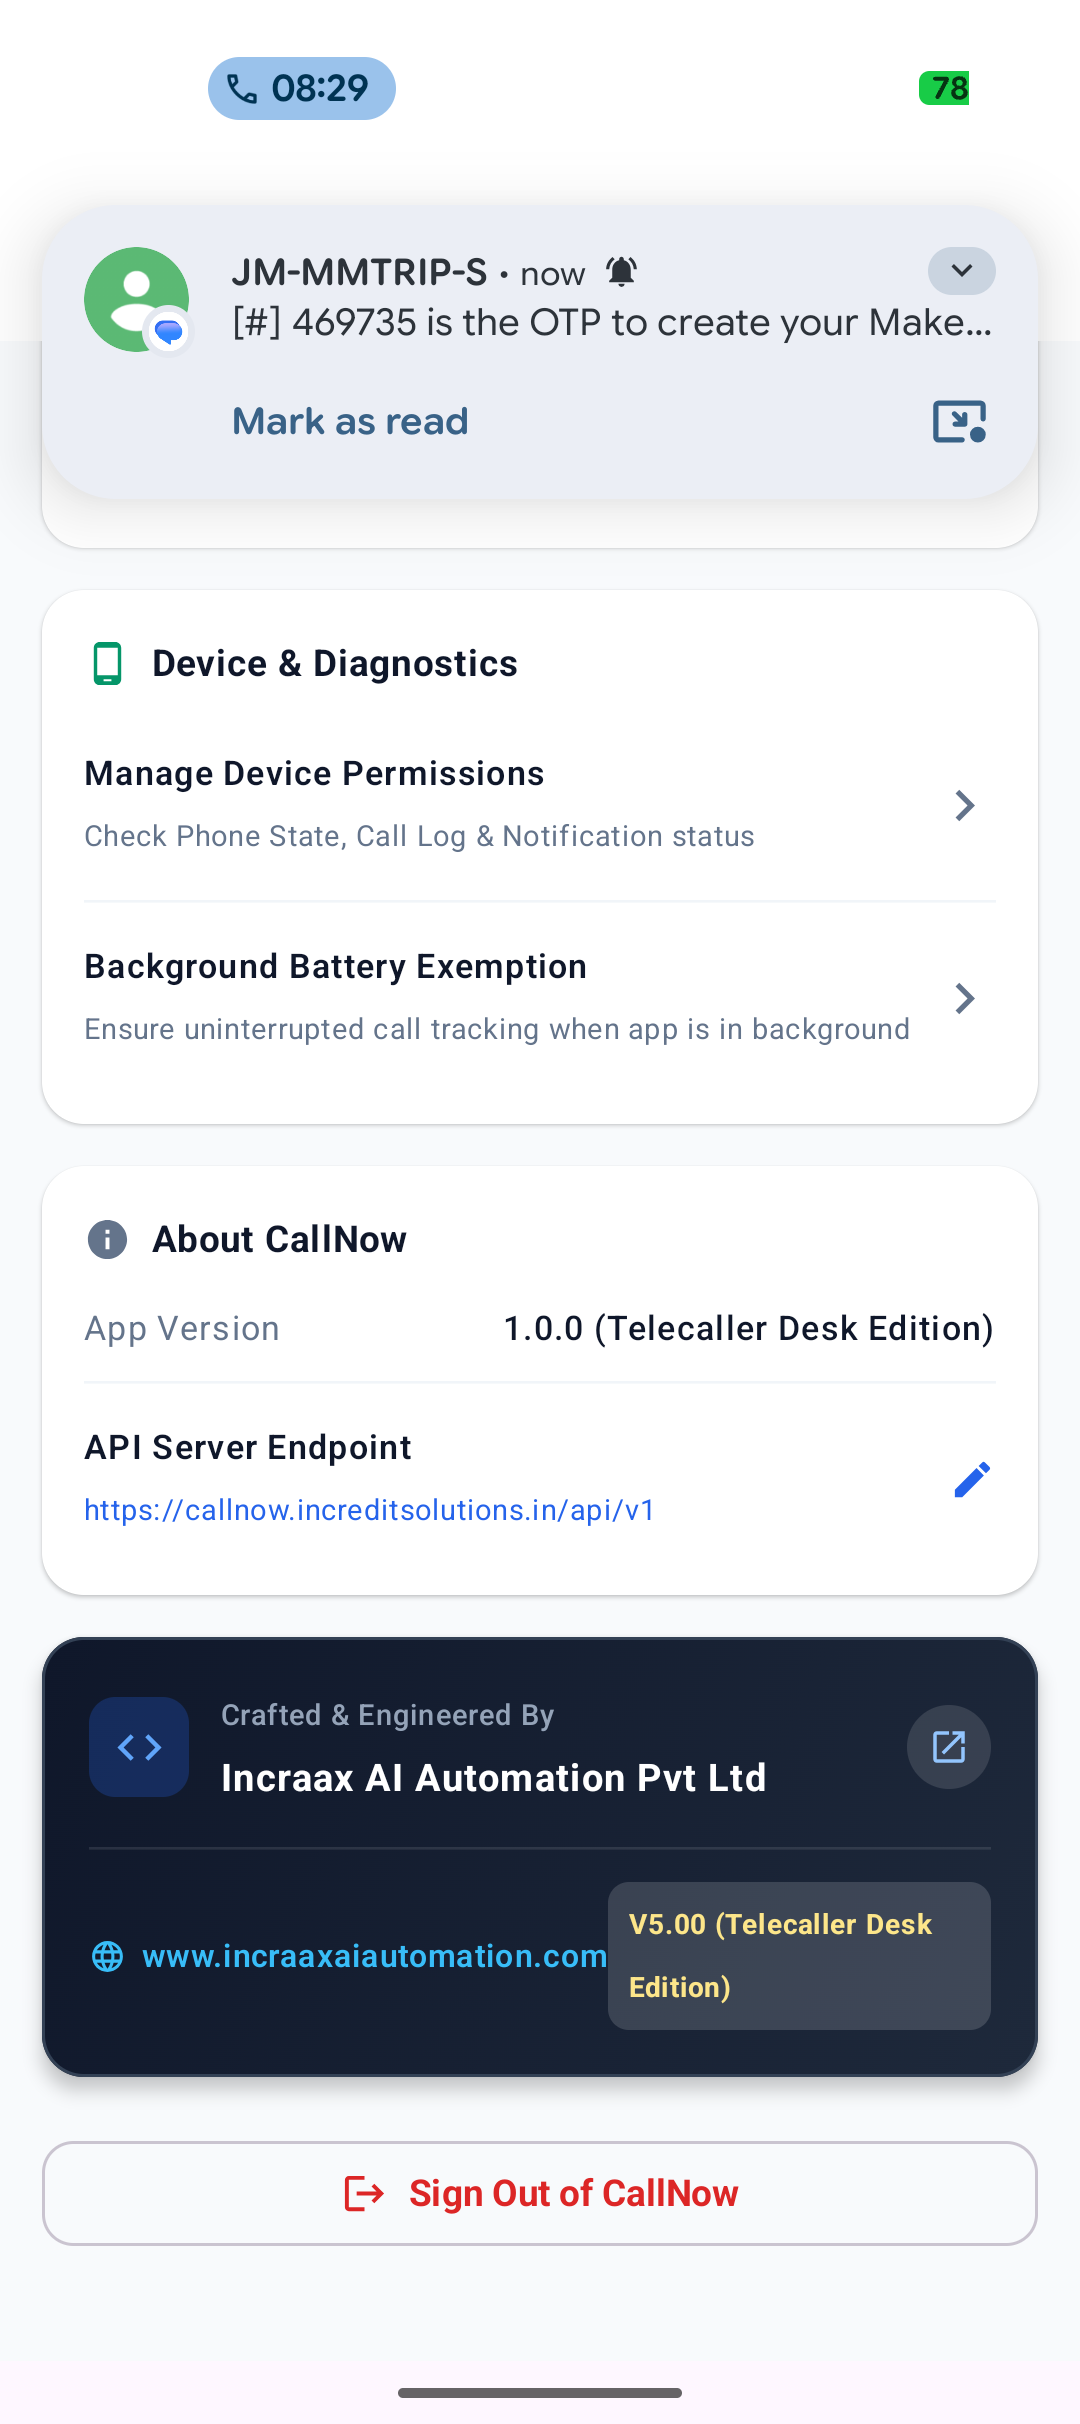 08:29
78
JM-MMTRIP-S • now
[#] 469735 is the OTP to create your Make...
Mark as read
Device & Diagnostics
Manage Device Permissions
Check Phone State, Call Log & Notification status
Background Battery Exemption
Ensure uninterrupted call tracking when app is in background
About CallNow
App Version 1.0.0 (Telecaller Desk Edition)
API Server Endpoint
https://callnow.increditsolutions.in/api/v1
Crafted & Engineered By
Incraax AI Automation Pvt Ltd
www.incraaxaiautomation.com
V5.00 (Telecaller Desk
Edition)
Sign Out of CallNow